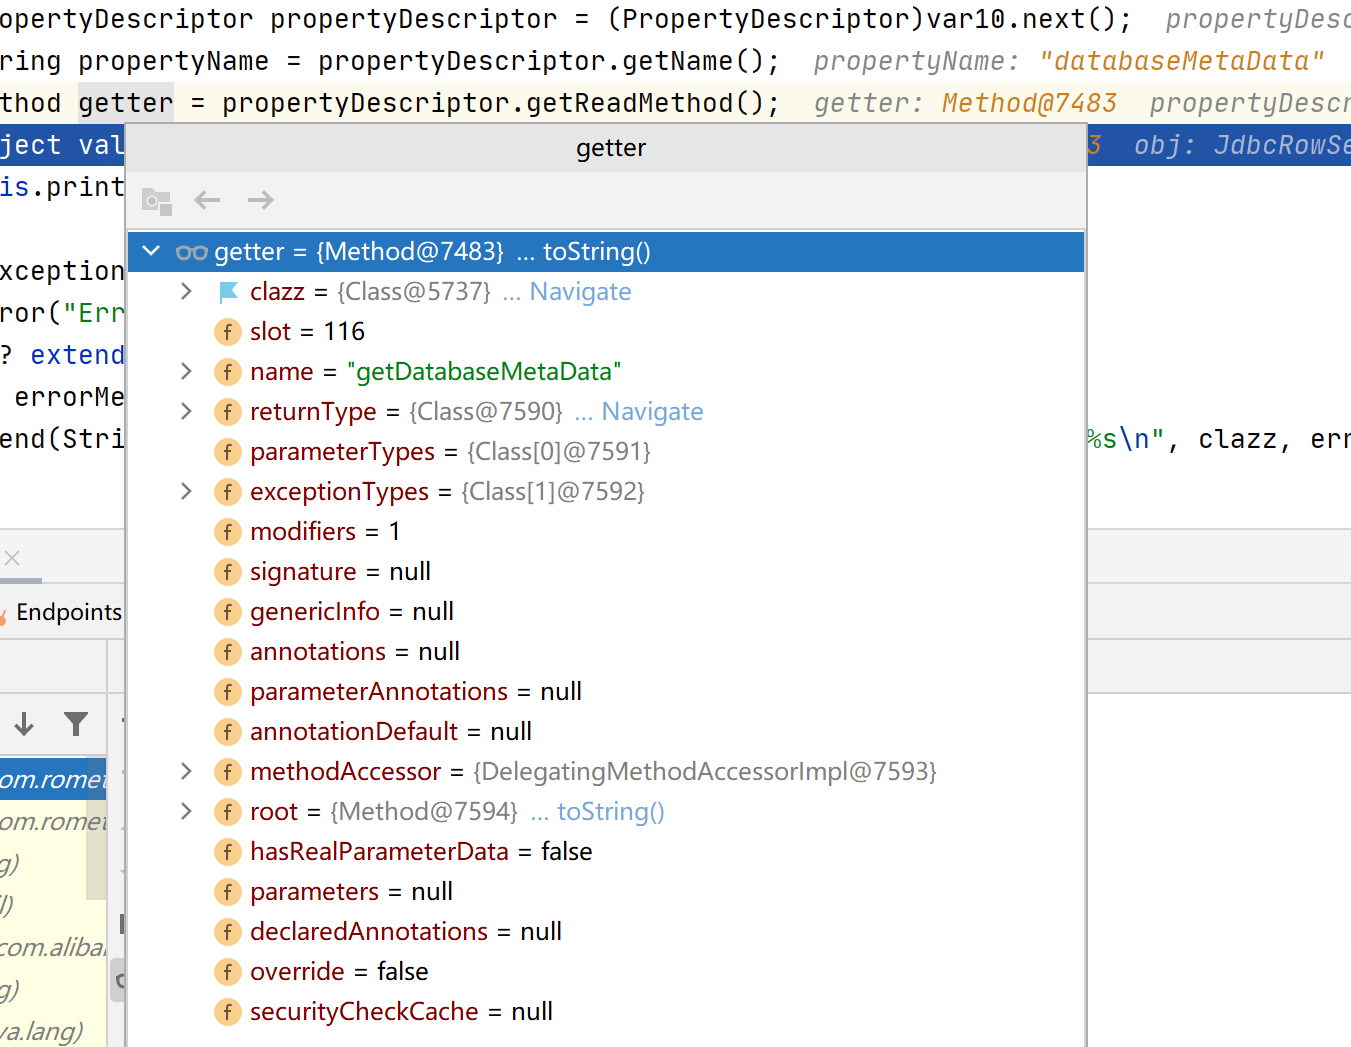 opertyDescriptor propertyDescriptor = (PropertyDescriptor)var10.next();  propertyDesc
ring propertyName = propertyDescriptor.getName();  propertyName: "databaseMetaData"
thod getter = propertyDescriptor.getReadMethod();  getter: Method@7483  propertyDescr
ject val 3 obj: JdbcRowSe
getter
is.print
getter = {Method@7483} ... toString()
xception
clazz = {Class@5737} ... Navigate
ror("Err
slot = 116
? extend
name = "getDatabaseMetaData"
errorMe
returnType = {Class@7590} ... Navigate
end(Stri %s\n", clazz, err
parameterTypes = {Class[0]@7591}
exceptionTypes = {Class[1]@7592}
modifiers = 1
signature = null
Endpoints
genericInfo = null
annotations = null
parameterAnnotations = null
annotationDefault = null
om.romet
methodAccessor = {DelegatingMethodAccessorImpl@7593}
om.romet
root = {Method@7594} ... toString()
g)
hasRealParameterData = false
l)
parameters = null
com.alibal
declaredAnnotations = null
g)
override = false
va.lang)
securityCheckCache = null